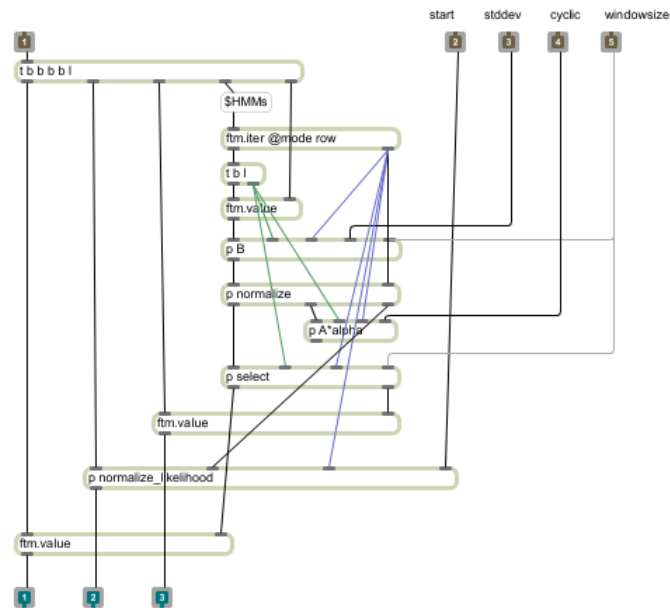 start stddev cyclic windowsize
1 2 3 4 5
t b b b b l
$HMMs
ftm.iter @mode row
t b l
ftm.value
p B
p normalize
p A*alpha
p select
ftm.value
p normalize_likelihood
ftm.value
1 2 3